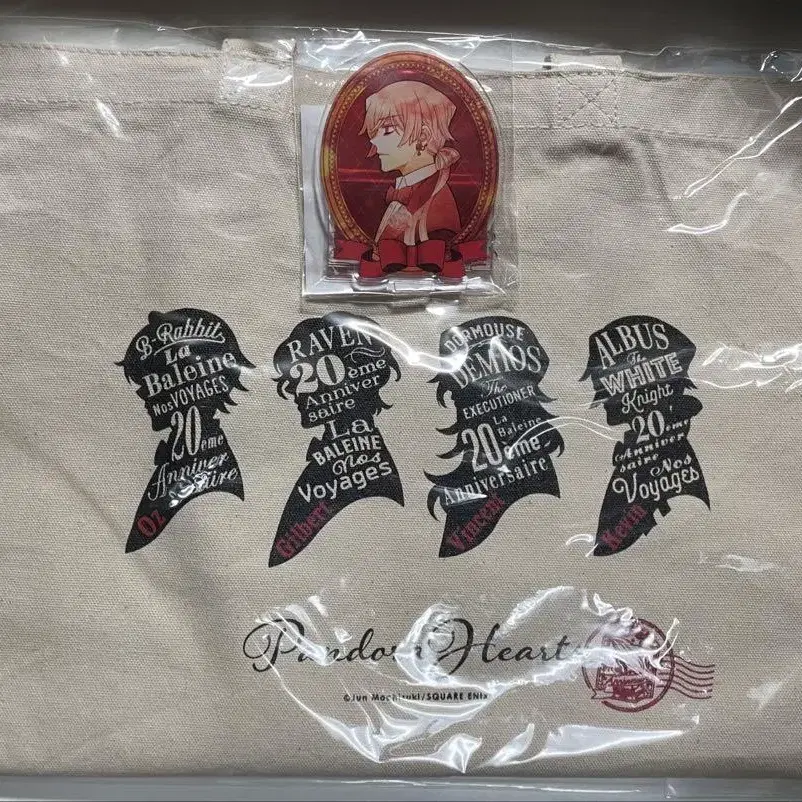 B-Rabbit
La
Baleine
Nos VOYAGES
20ème
Anniversaire
Oz
RAVEN
20ème
Anniver
saire
La
BALEINE
Nos
Voyages
Gilbert
DORMOUSE
DEMIOS
The
EXECUTIONER
La
Baleine
20ème
Anniversaire
Vincent
ALBUS
The
WHITE
Knight
20ème
Anniver
saire Nos
Voyages
Kevin
Pandora Hearts
©Jun Mochizuki/SQUARE ENIX